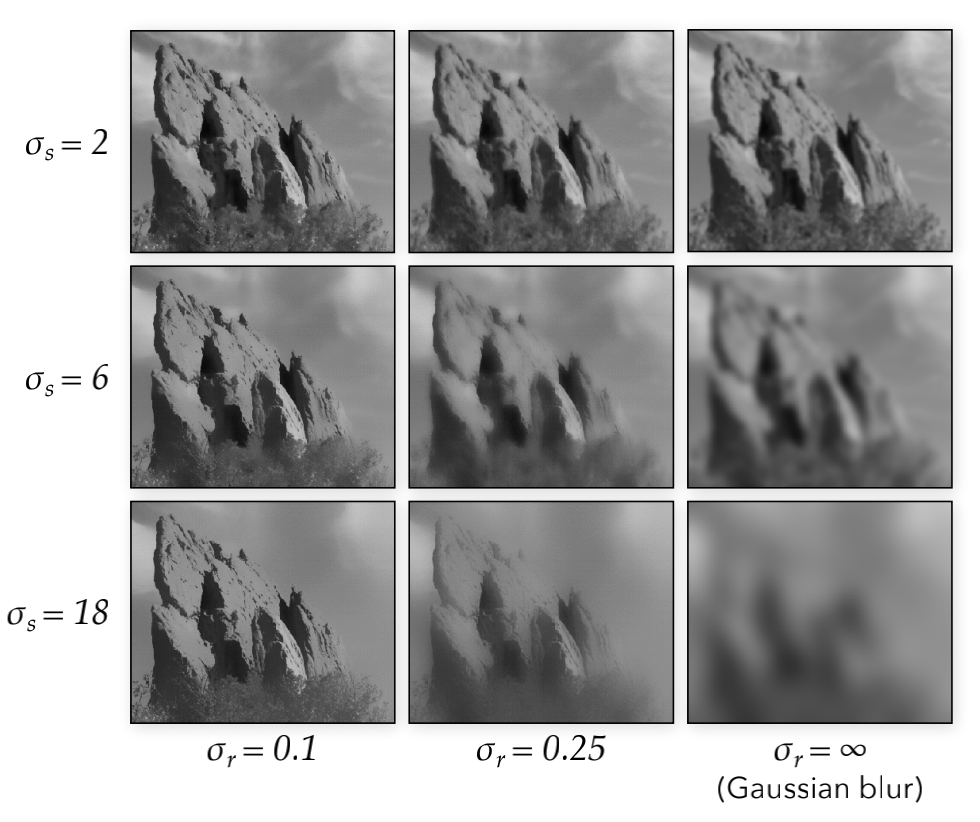 σs = 2
σs = 6
σs = 18
σr = 0.1 σr = 0.25 σr = ∞
(Gaussian blur)